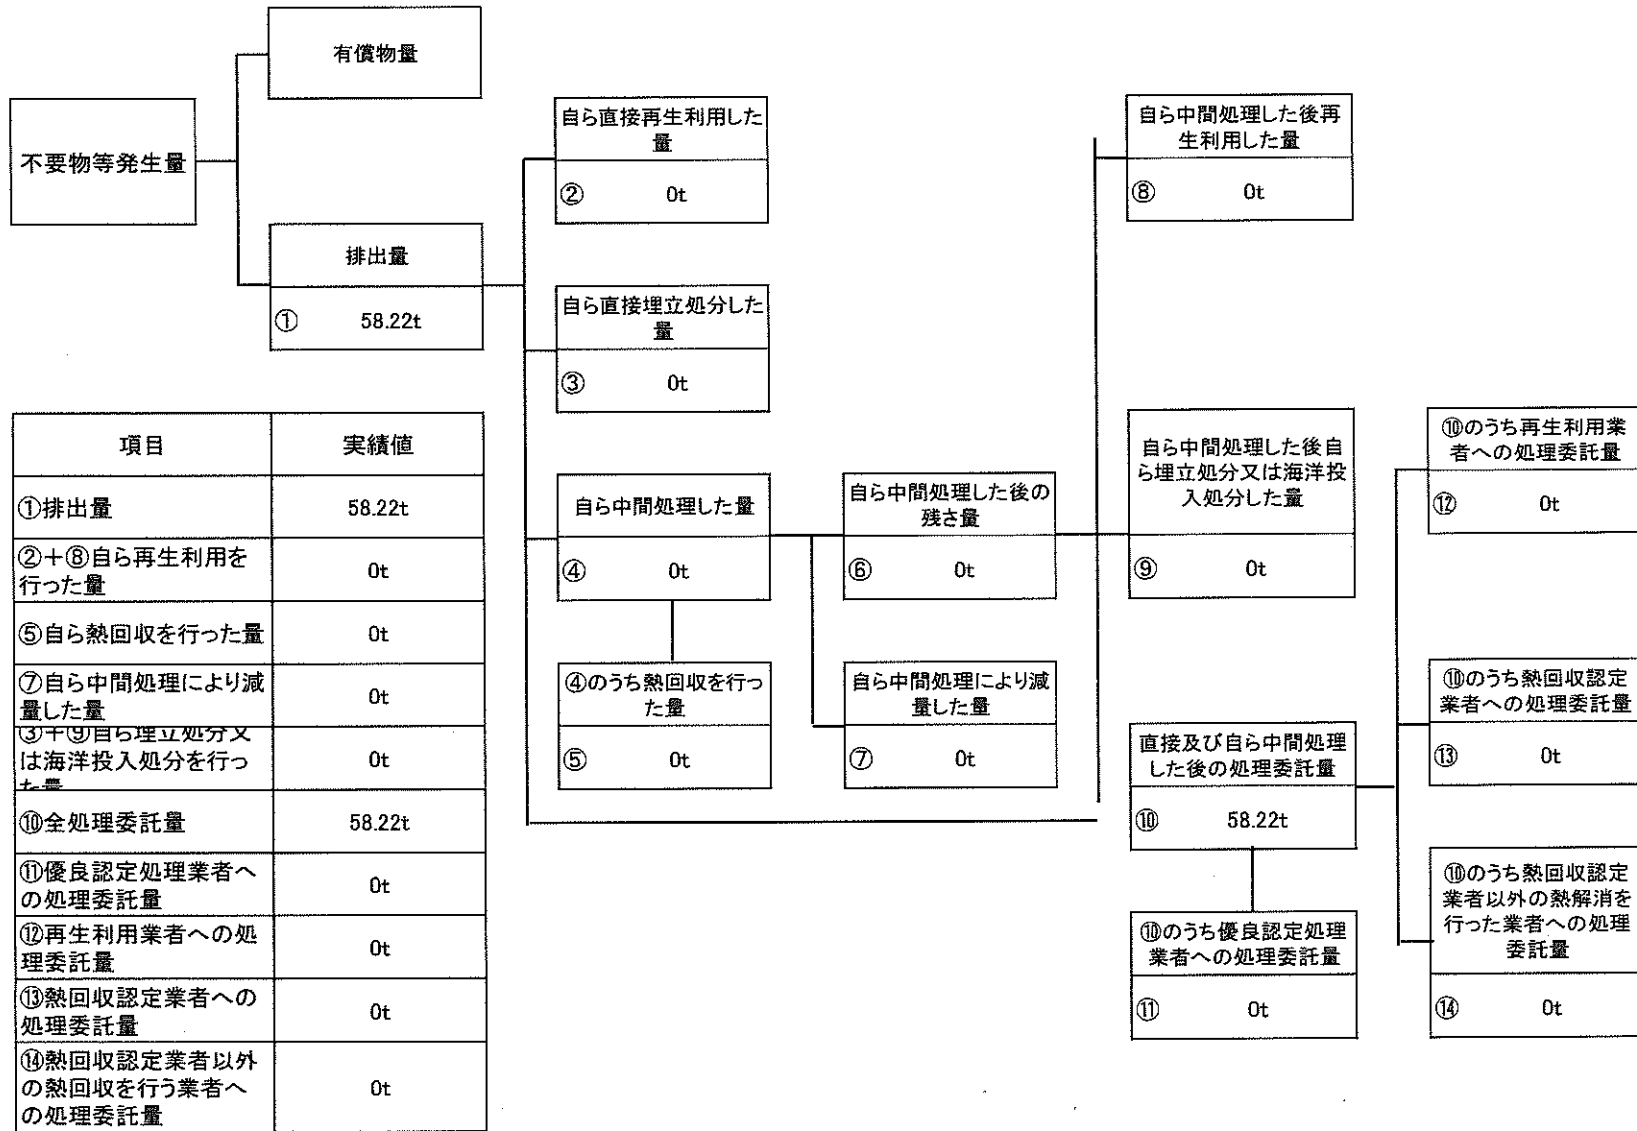 有償物量
不要物等発生量
排出量
① 58.22t
自ら直接再生利用した
量
② 0t
自ら直接埋立処分した
量
③ 0t
自ら中間処理した量
④ 0t
④のうち熱回収を行っ
た量
⑤ 0t
自ら中間処理した後の
残さ量
⑥ 0t
自ら中間処理により減
量した量
⑦ 0t
自ら中間処理した後再
生利用した量
⑧ 0t
自ら中間処理した後自
ら埋立処分又は海洋投
入処分した量
⑨ 0t
直接及び自ら中間処理
した後の処理委託量
⑩ 58.22t
⑩のうち優良認定処理
業者への処理委託量
⑪ 0t
⑩のうち再生利用業
者への処理委託量
⑫ 0t
⑩のうち熱回収認定
業者への処理委託量
⑬ 0t
⑩のうち熱回収認定
業者以外の熱解消を
行った業者への処理
委託量
⑭ 0t
項目 実績値
①排出量 58.22t
②+⑧自ら再生利用を
行った量 0t
⑤自ら熱回収を行った量 0t
⑦自ら中間処理により減
量した量 0t
③+⑨自ら埋立処分又
は海洋投入処分を行っ
た量 0t
⑩全処理委託量 58.22t
⑪優良認定処理業者へ
の処理委託量 0t
⑫再生利用業者への処
理委託量 0t
⑬熱回収認定業者への
処理委託量 0t
⑭熱回収認定業者以外
の熱回収を行う業者へ
の処理委託量 0t